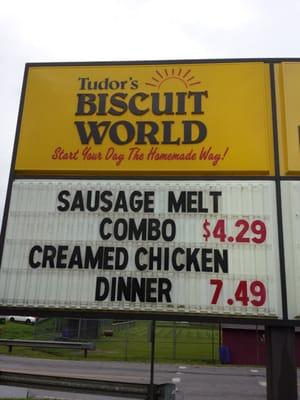 Tudor's
BISCUIT
WORLD
Start Your Day The Homemade Way!
SAUSAGE MELT
COMBO $4.29
CREAMED CHICKEN
DINNER 7.49